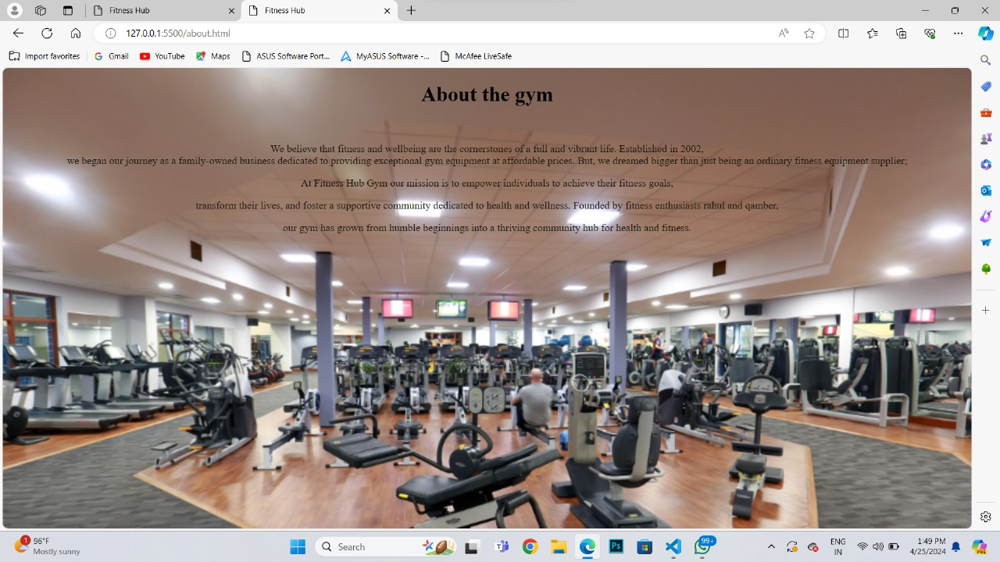 Fitness Hub
Fitness Hub
127.0.0.1:5500/about.html
Import favorites
Gmail
YouTube
Maps
ASUS Software Port...
MyASUS Software -...
McAfee LiveSafe
About the gym
We believe that fitness and wellbeing are the cornerstones of a full and vibrant life. Established in 2002,
we began our journey as a family-owned business dedicated to providing exceptional gym equipment at affordable prices. But, we dreamed bigger than just being an ordinary fitness equipment supplier;
At Fitness Hub Gym our mission is to empower individuals to achieve their fitness goals,
transform their lives, and foster a supportive community dedicated to health and wellness. Founded by fitness enthusiasts rahul and qamber,
our gym has grown from humble beginnings into a thriving community hub for health and fitness.
1
96°F
Mostly sunny
Search
Ps
99+
ENG
IN
1:49 PM
4/23/2024
PRE